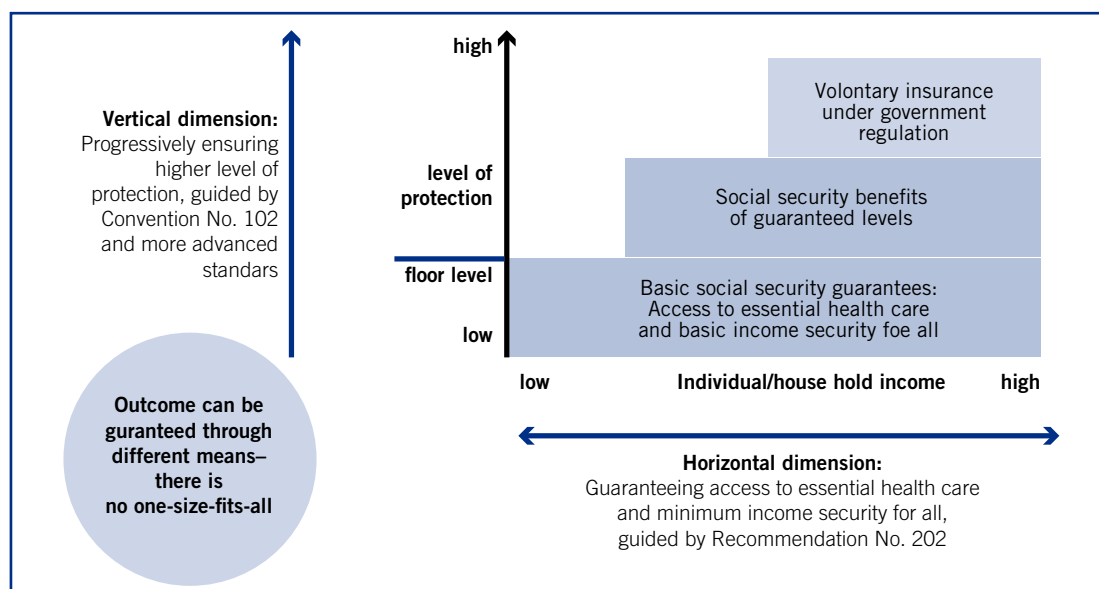 Vertical dimension:
Progressively ensuring
higher level of
protection, guided by
Convention No. 102
and more advanced
standars
Outcome can be
guranteed through
different means–
there is
no one-size-fits-all
high
level of
protection
floor level
low
Volontary insurance
under government
regulation
Social security benefits
of guaranteed levels
Basic social security guarantees:
Access to essential health care
and basic income security foe all
low Individual/house hold income high
Horizontal dimension:
Guaranteeing access to essential health care
and minimum income security for all,
guided by Recommendation No. 202